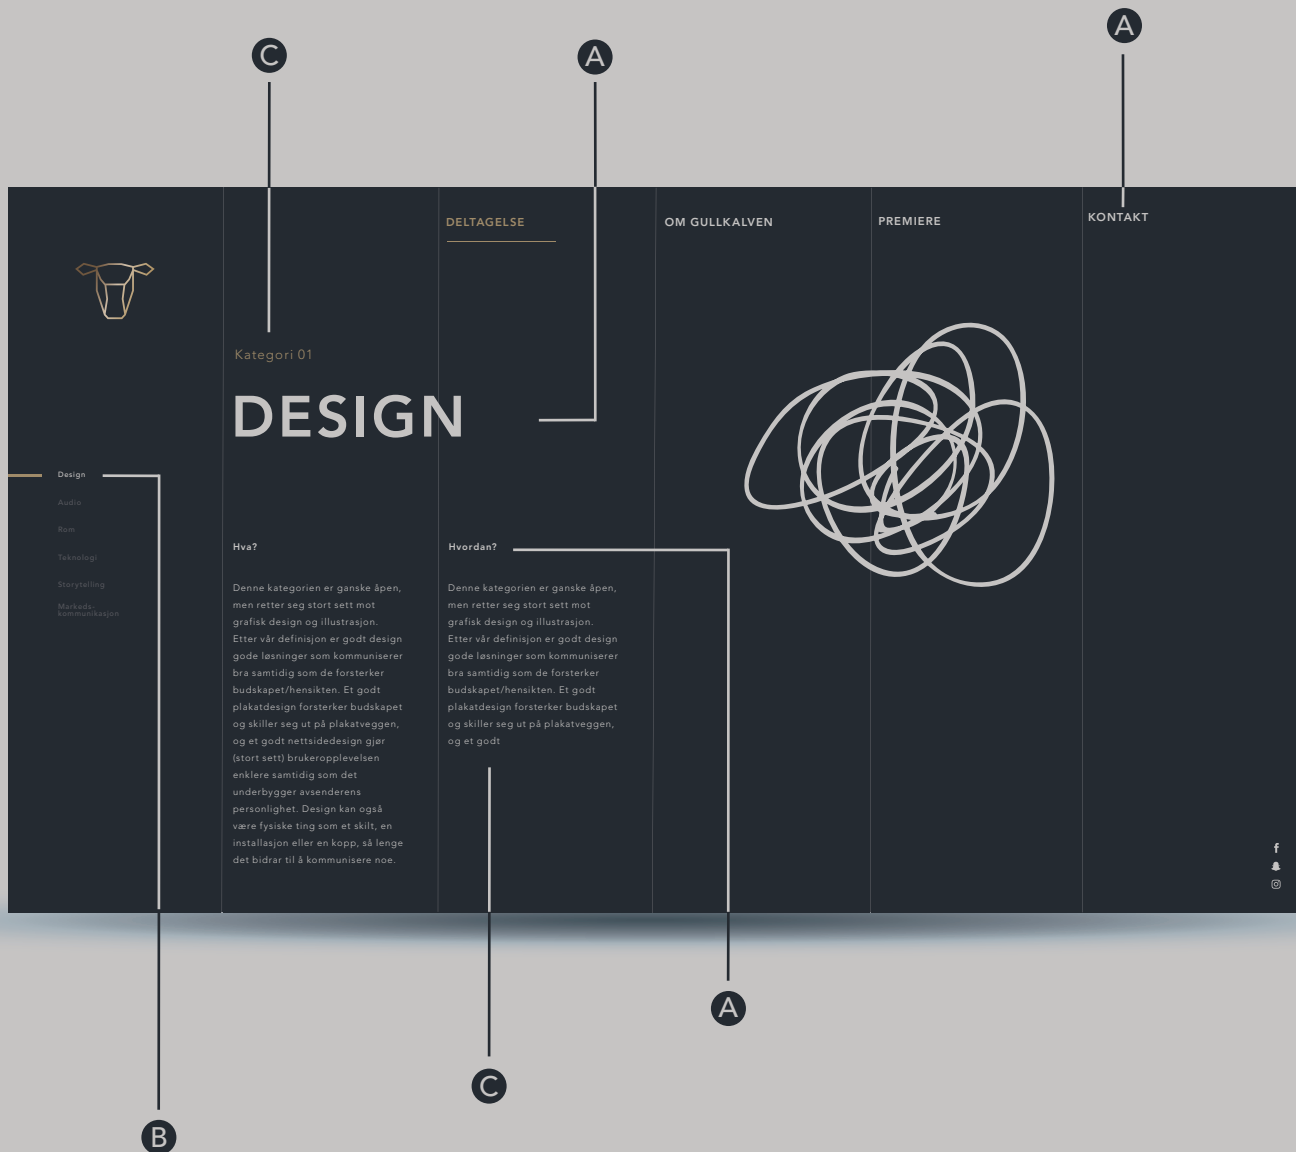 C
A
A
DELTAGELSE
OM GULLKALVEN
PREMIERE
KONTAKT
Kategori 01
DESIGN
Design
Audio
Rom
Teknologi
Storytelling
Markeds-
kommunikasjon
Hva?
Denne kategorien er ganske åpen,
men retter seg stort sett mot
grafisk design og illustrasjon.
Etter vår definisjon er godt design
gode løsninger som kommuniserer
bra samtidig som de forsterker
budskapet/hensikten. Et godt
plakatdesign forsterker budskapet
og skiller seg ut på plakatveggen,
og et godt nettsidedesign gjør
(stort sett) brukeropplevelsen
enklere samtidig som det
underbygger avsenderens
personlighet. Design kan også
være fysiske ting som et skilt, en
installasjon eller en kopp, så lenge
det bidrar til å kommunisere noe.
Hvordan?
Denne kategorien er ganske åpen,
men retter seg stort sett mot
grafisk design og illustrasjon.
Etter vår definisjon er godt design
gode løsninger som kommuniserer
bra samtidig som de forsterker
budskapet/hensikten. Et godt
plakatdesign forsterker budskapet
og skiller seg ut på plakatveggen,
og et godt
A
C
B